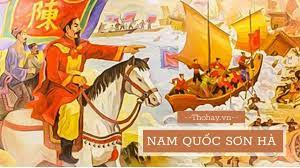 陳
--Thohay.vn--
NAM QUỐC SƠN HÀ